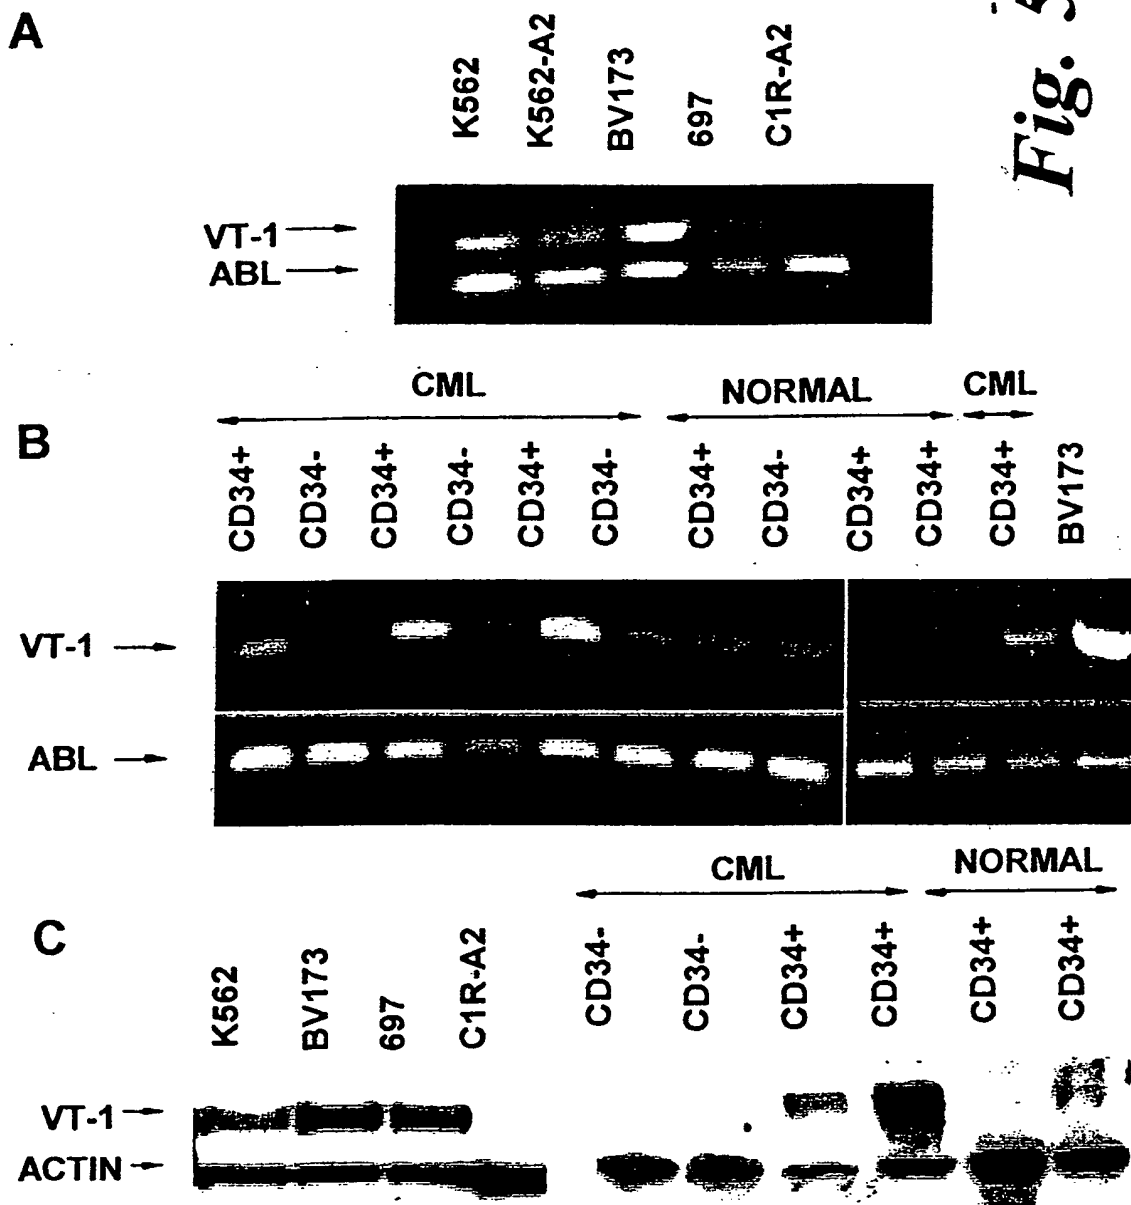 A
K562
K562-A2
BV173
697
C1R-A2
Fig. 5
VT-1
ABL
CML
NORMAL
CML
B
CD34+
CD34-
CD34+
CD34-
CD34+
CD34-
CD34+
CD34-
CD34+
CD34+
CD34+
BV173
VT-1
ABL
CML
NORMAL
C
K562
BV173
697
C1R-A2
CD34-
CD34-
CD34+
CD34+
CD34+
CD34+
VT-1
ACTIN